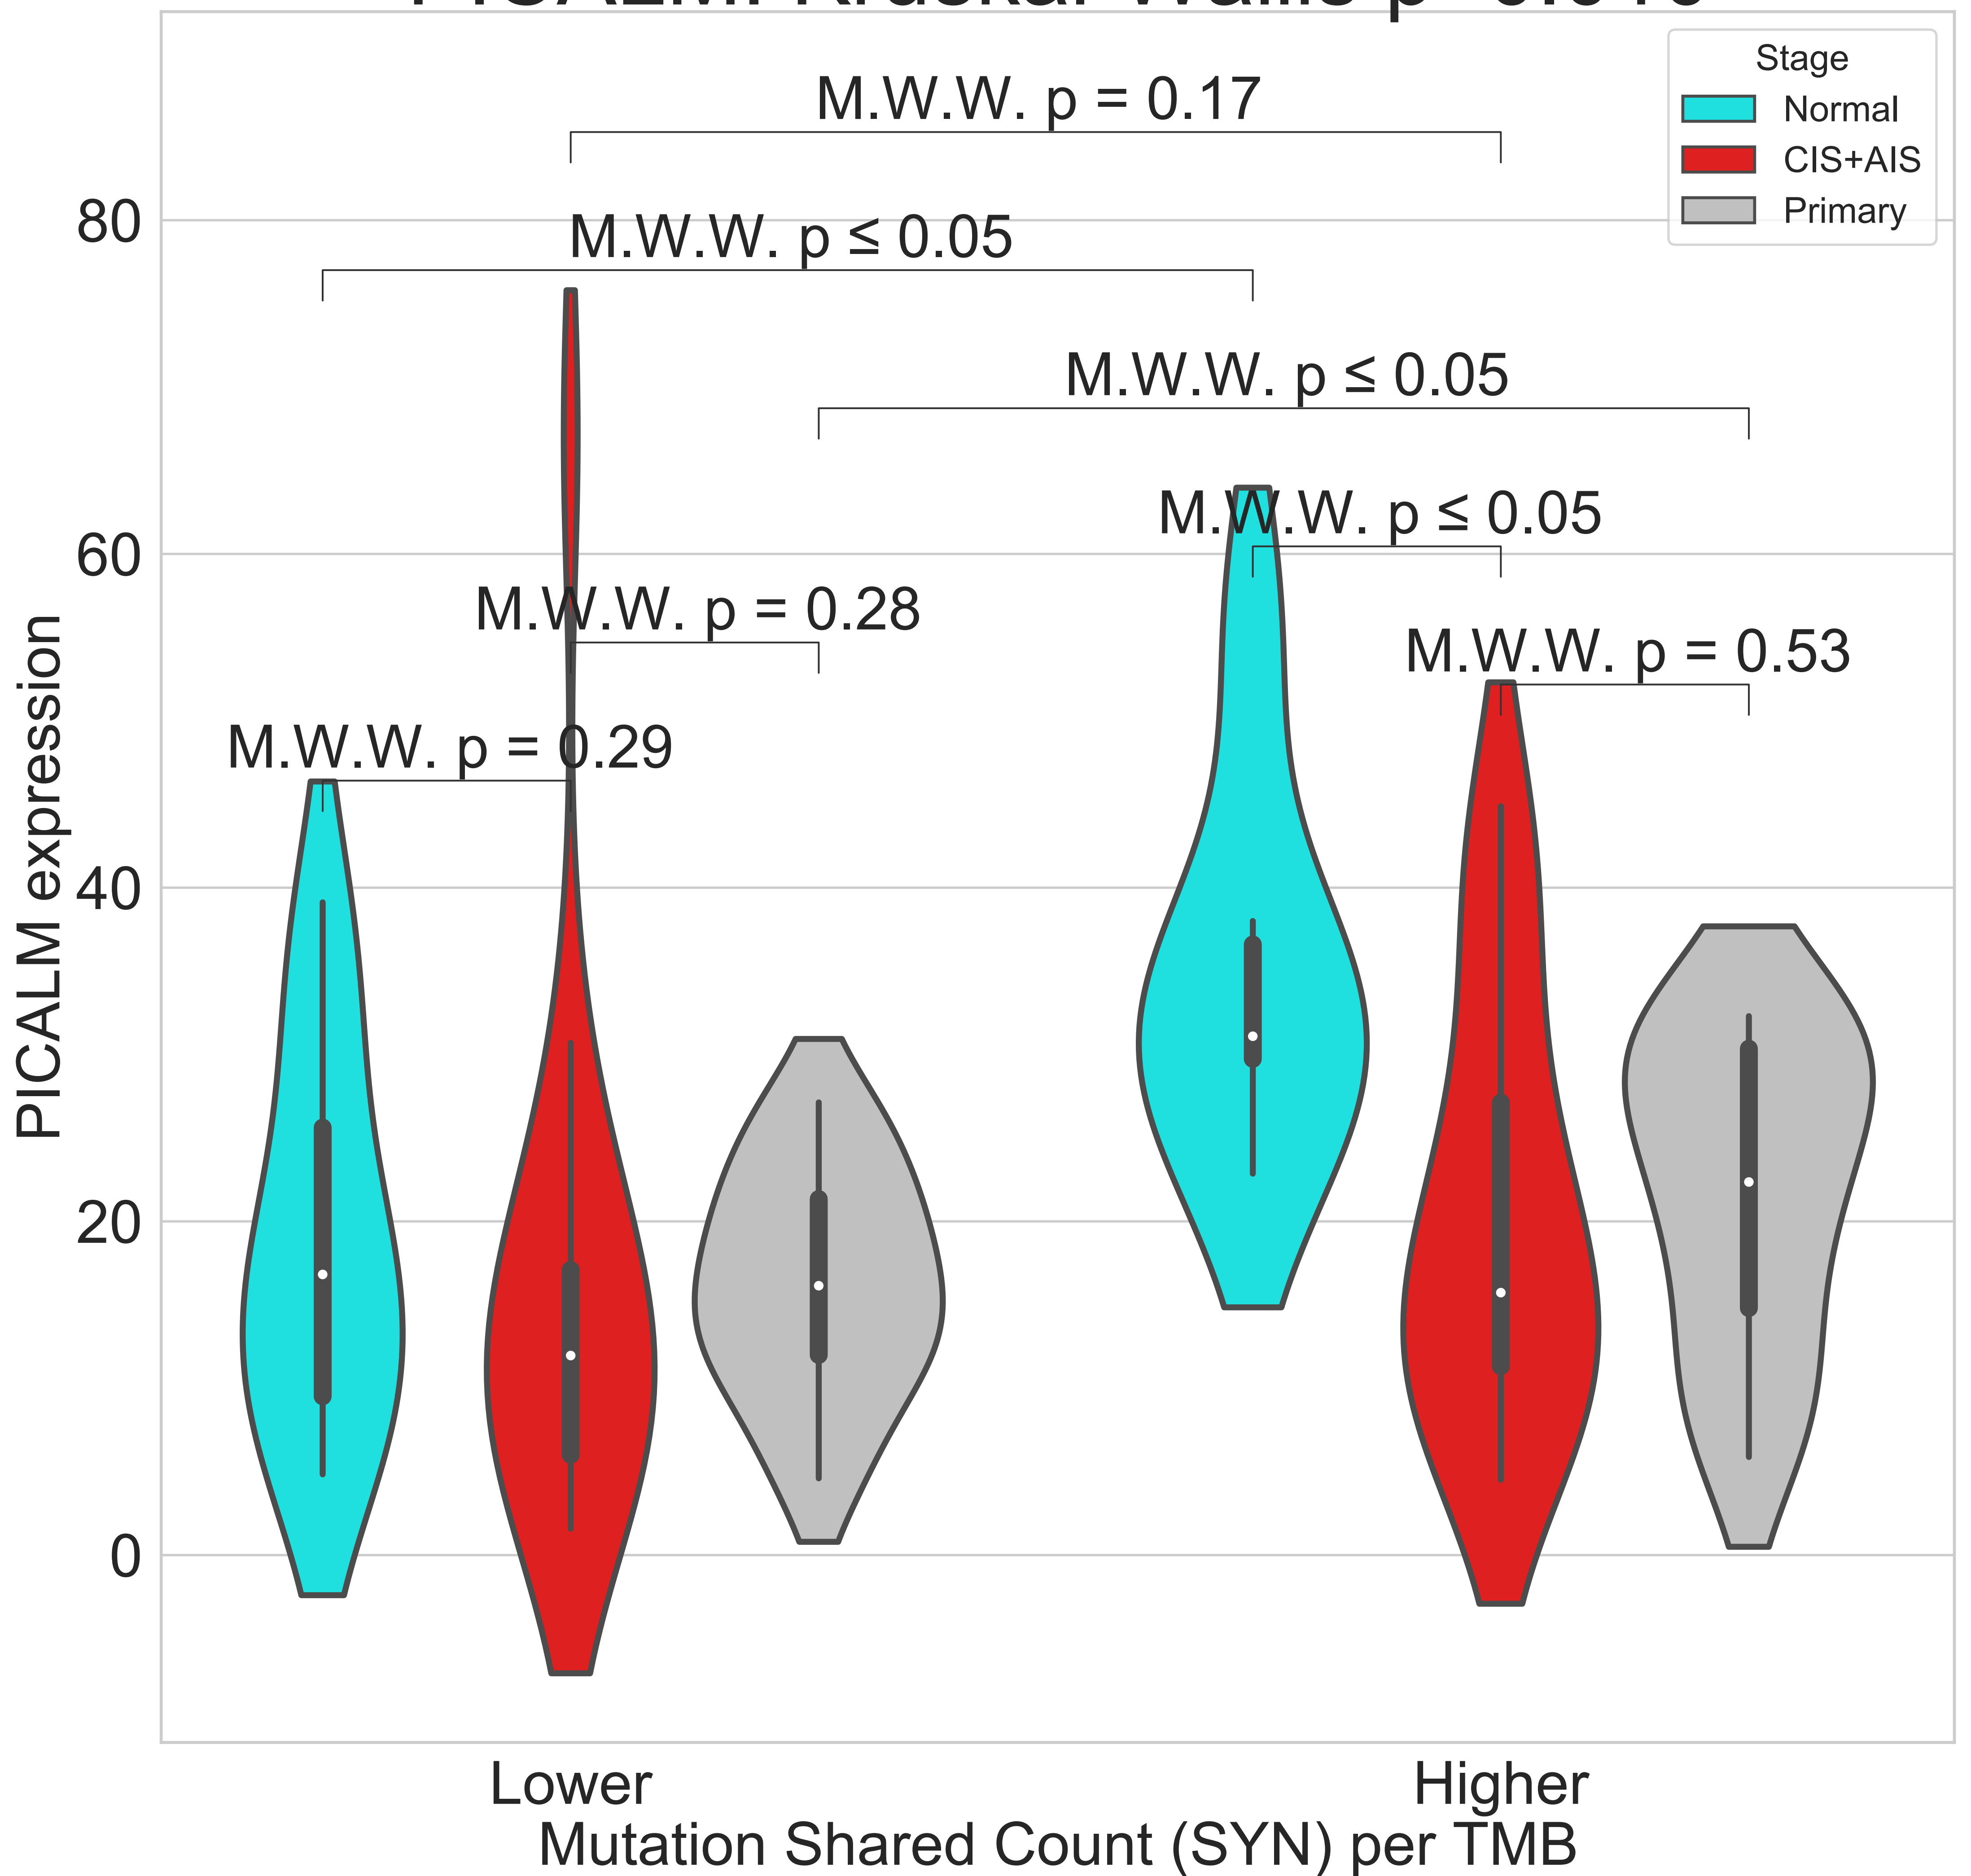 Stage
Normal
CIS+AIS
Primary
M.W.W. p = 0.17
M.W.W. p ≤ 0.05
M.W.W. p ≤ 0.05
M.W.W. p ≤ 0.05
M.W.W. p = 0.28
M.W.W. p = 0.53
M.W.W. p = 0.29
80
60
40
20
0
PICALM expression
Lower
Higher
Mutation Shared Count (SYN) per TMB